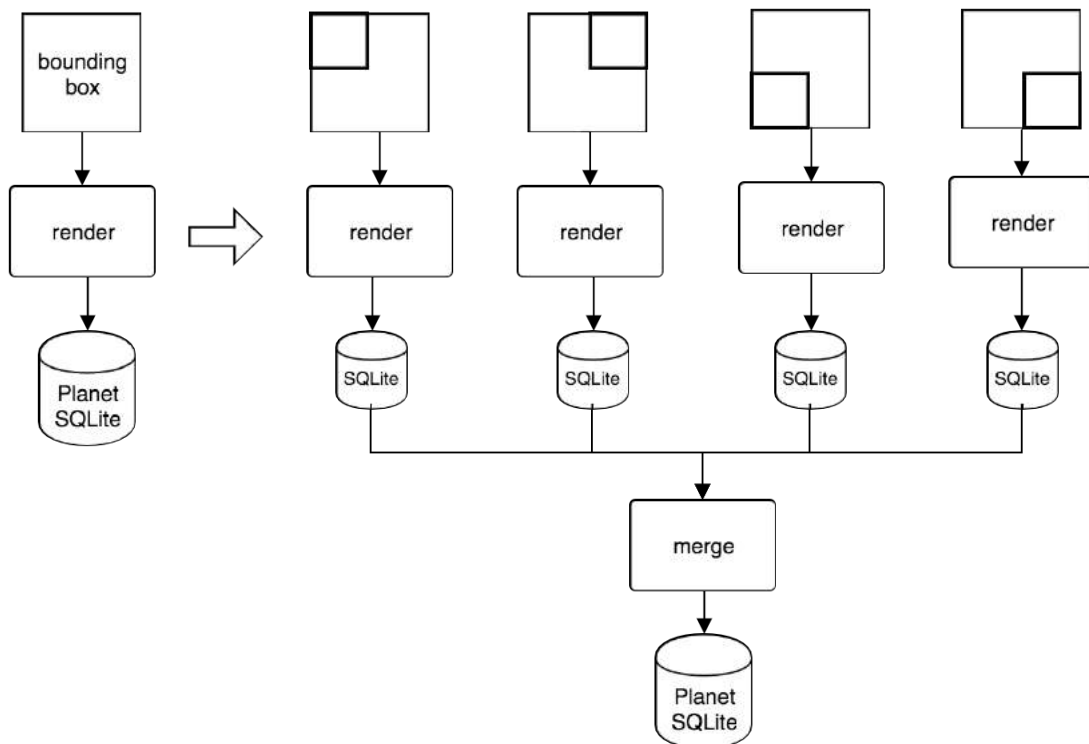 bounding
box
render
render
render
render
render
Planet
SQLite
SQLite
SQLite
SQLite
SQLite
merge
Planet
SQLite